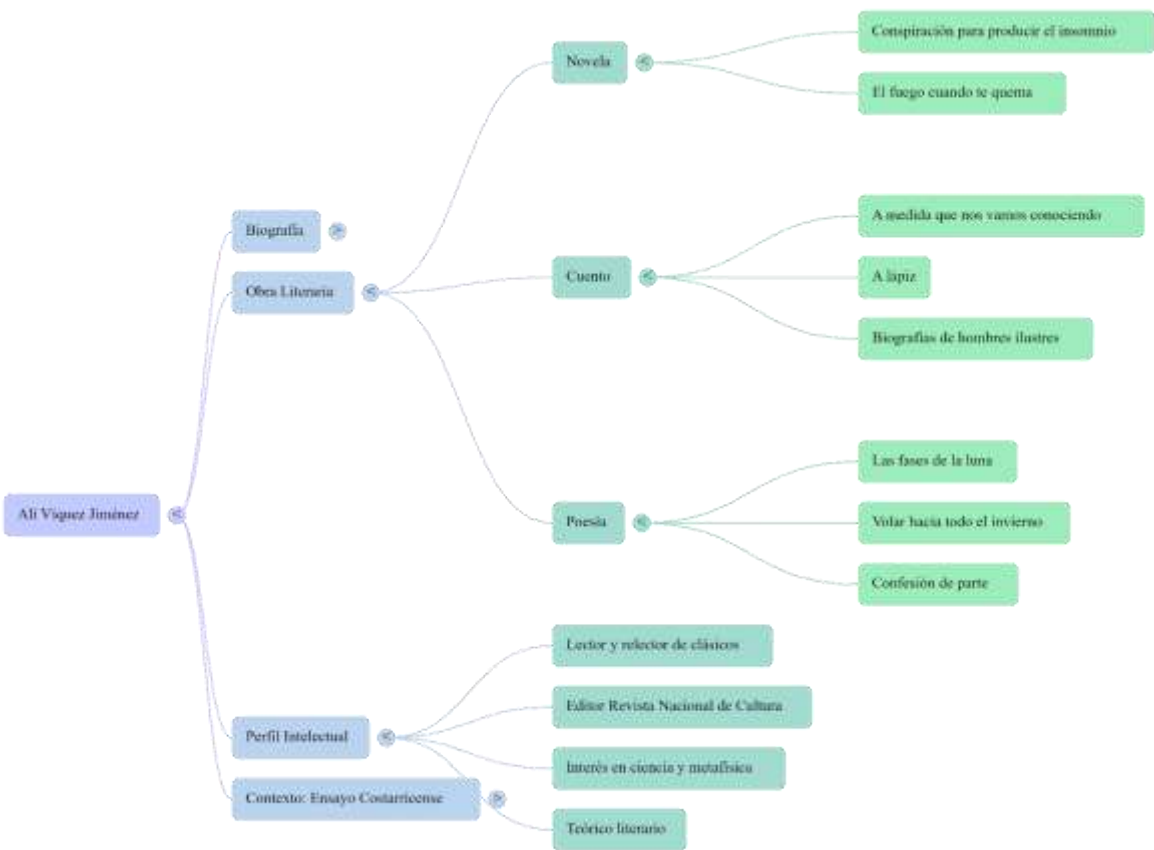 Alí Víquez Jiménez
Biografía
Obra Literaria
Novela
Conspiración para producir el insomnio
El fuego cuando te quema
Cuento
A medida que nos vamos conociendo
A lápiz
Biografías de hombres ilustres
Poesía
Las fases de la luna
Volar hacia todo el invierno
Confesión de parte
Perfil Intelectual
Lector y relector de clásicos
Editor Revista Nacional de Cultura
Interés en ciencia y metafísica
Teórico literario
Contexto: Ensayo Costarricense